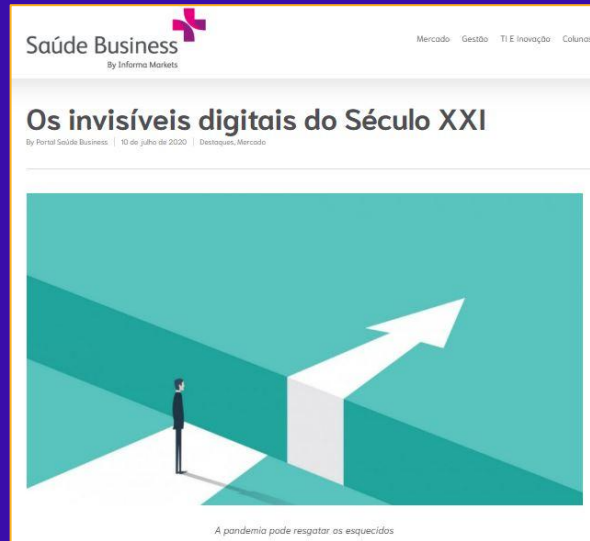 Saúde Business
By Informa Markets
Mercado Gestão TI E Inovação Colunas
Os invisíveis digitais do Século XXI
By Portal Saúde Business | 10 de julho de 2020 | Destaques, Mercado
A pandemia pode resgatar os esquecidos